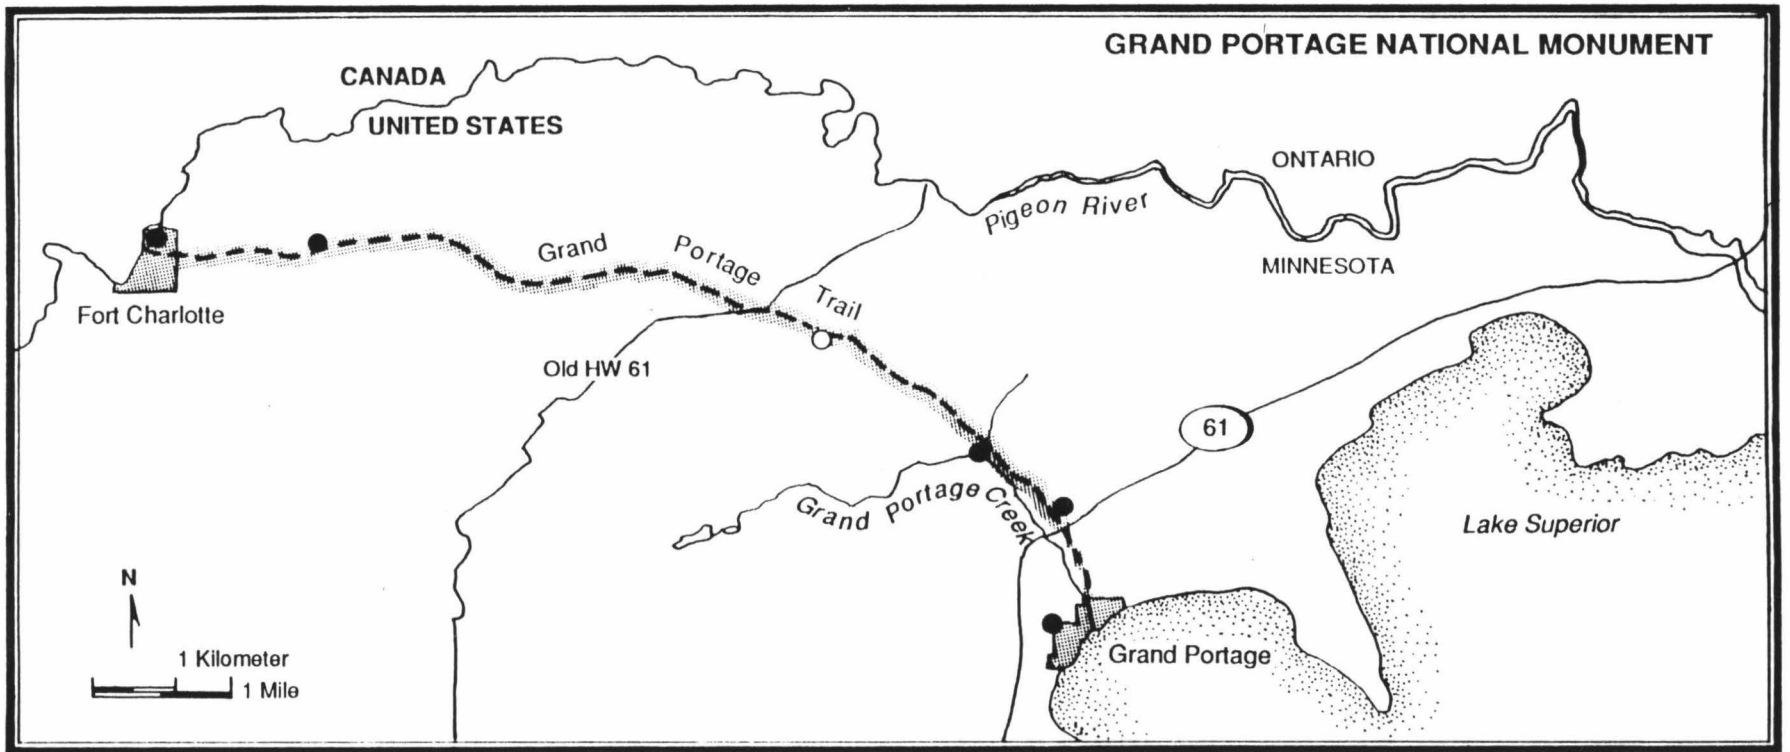 GRAND PORTAGE NATIONAL MONUMENT
CANADA
UNITED STATES
ONTARIO
Pigeon River
MINNESOTA
Grand Portage Trail
Fort Charlotte
Old HW 61
61
Grand Portage Creek
Lake Superior
N
1 Kilometer
1 Mile
Grand Portage